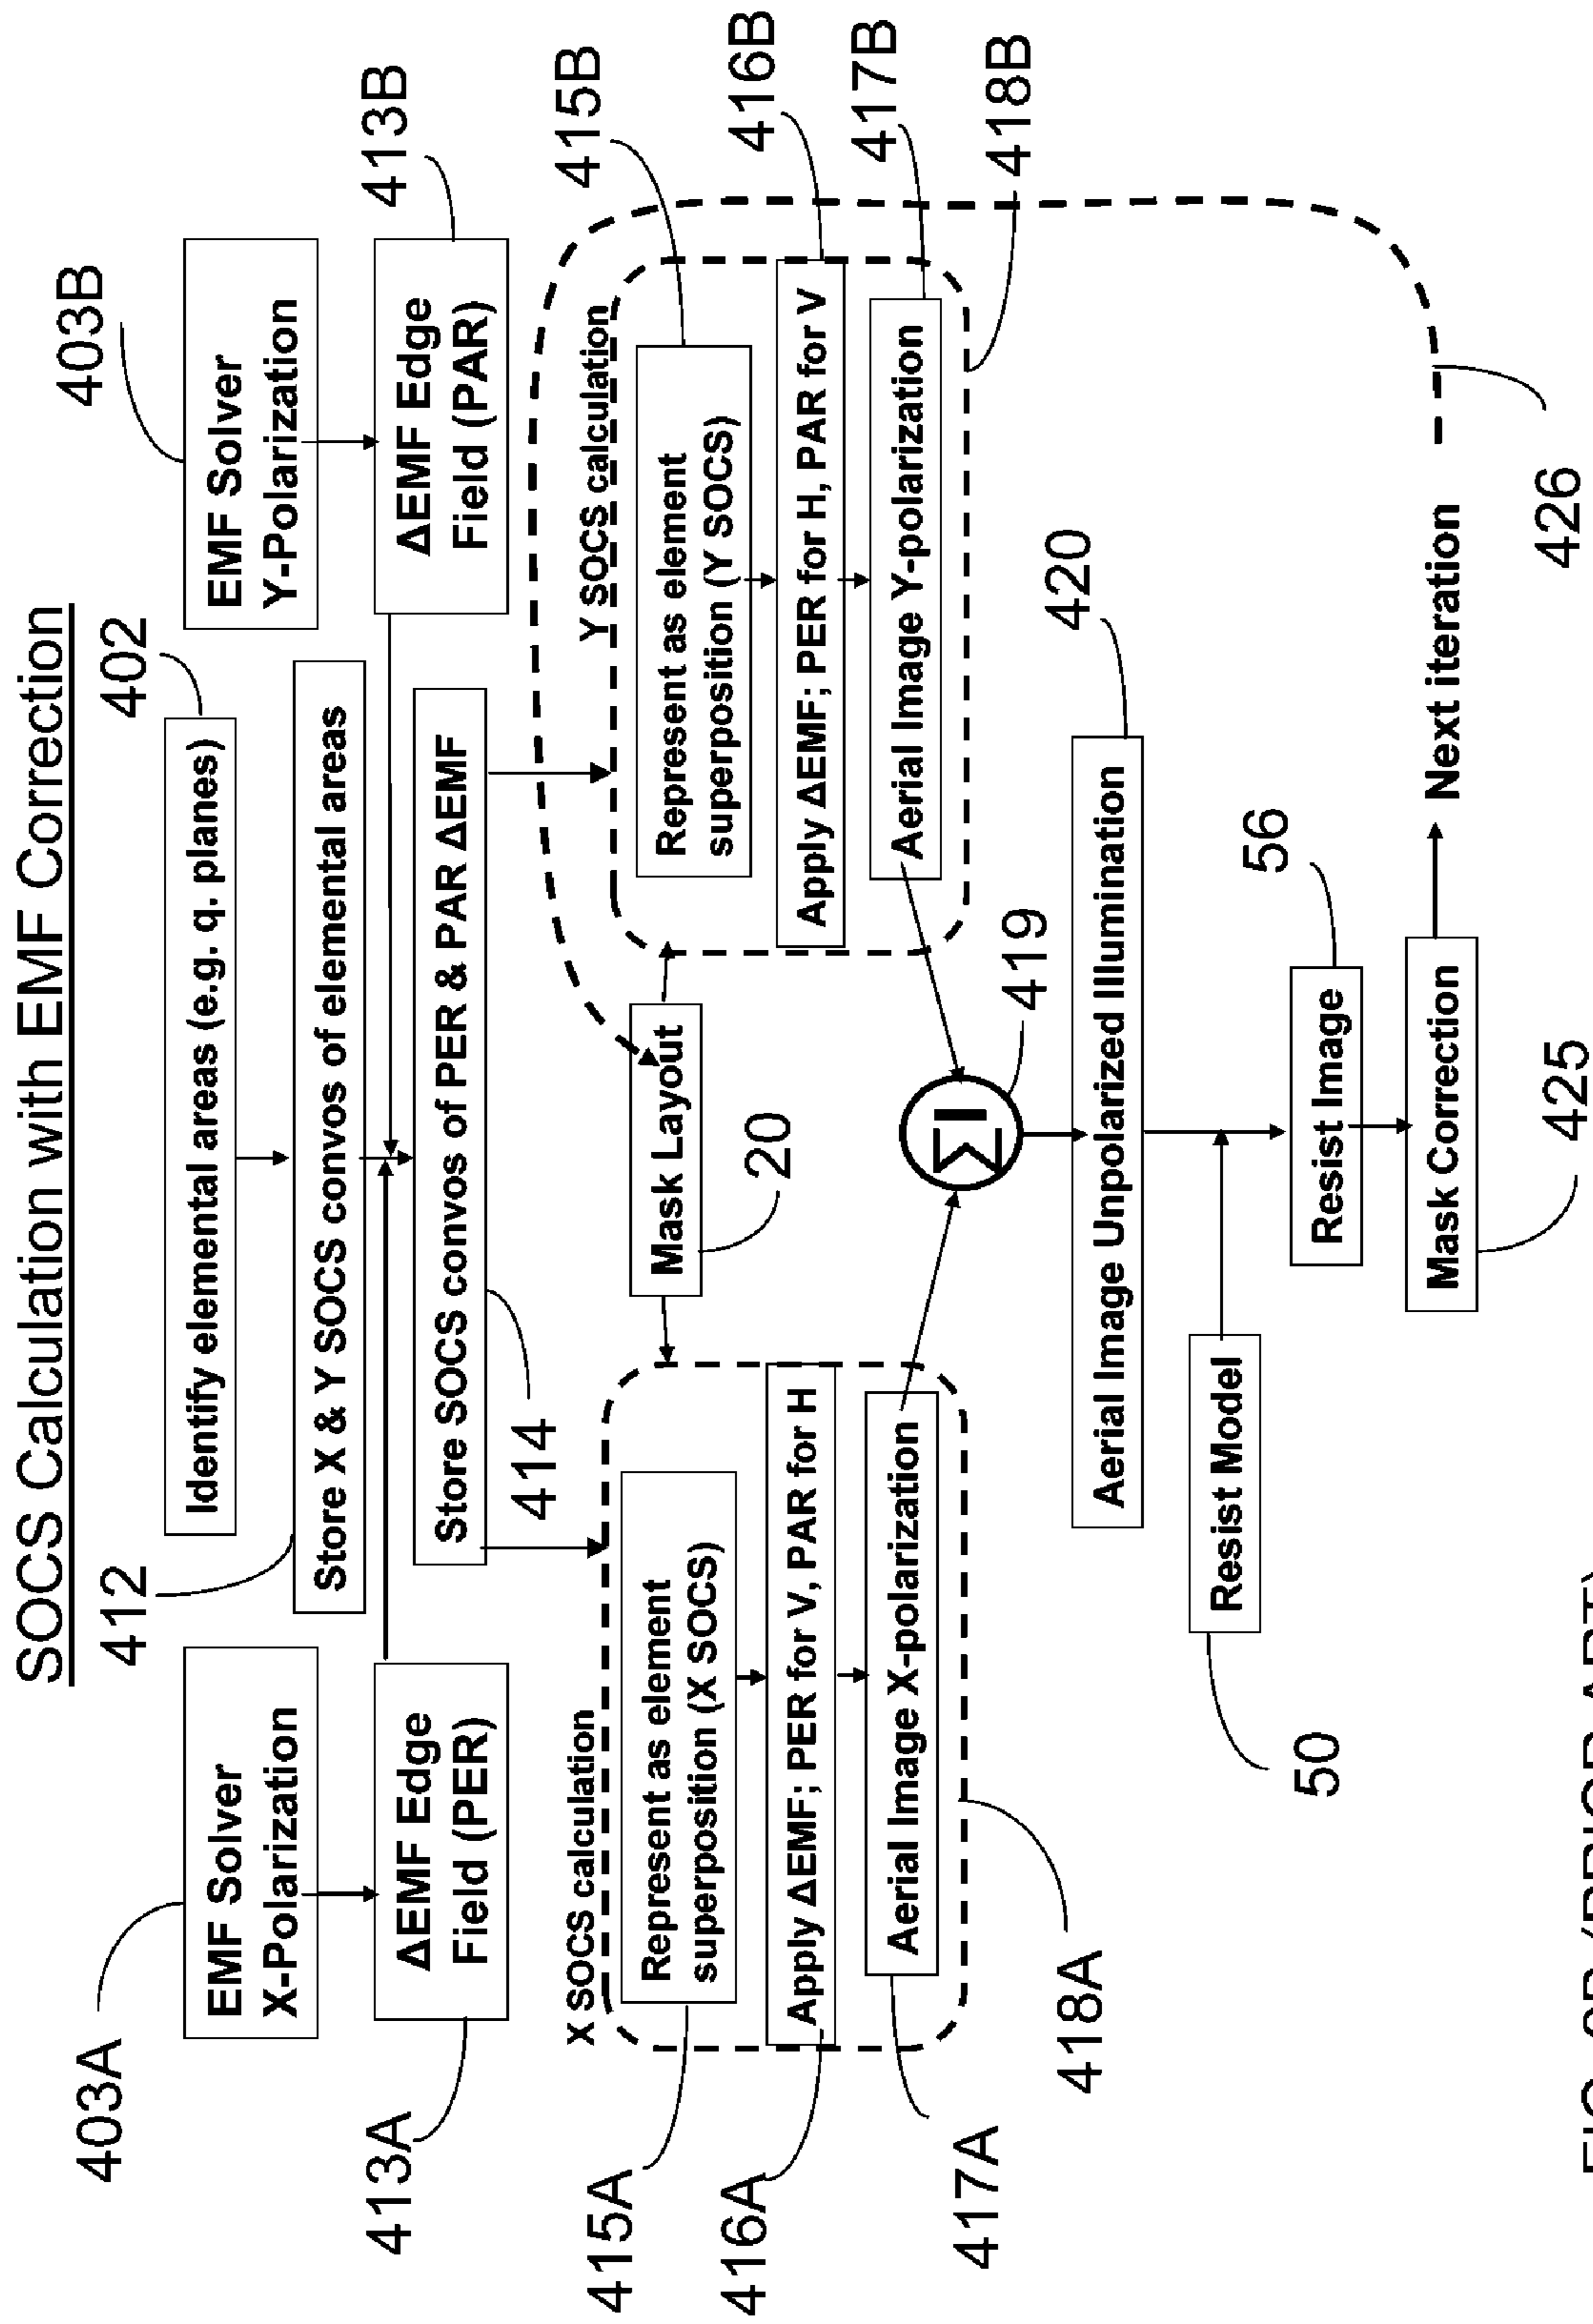 SOCS Calculation with EMF Correction
403A
EMF Solver
X-Polarization
412
Identify elemental areas (e.g. q. planes)
402
EMF Solver
Y-Polarization
403B
Store X & Y SOCS convos of elemental areas
413A
ΔEMF Edge
Field (PER)
ΔEMF Edge
Field (PAR)
413B
Store SOCS convos of PER & PAR ΔEMF
414
X SOCS calculation
Y SOCS calculation
415A
Represent as element
superposition (X SOCS)
Mask Layout
20
Represent as element
superposition (Y SOCS)
415B
416A
Apply ΔEMF; PER for V, PAR for H
Apply ΔEMF; PER for H, PAR for V
416B
417A
Aerial Image X-polarization
Σ
I
419
Aerial Image Y-polarization
417B
418A
418B
Aerial Image Unpolarized Illumination
420
Resist Model
50
Resist Image
56
Mask Correction
425
Next iteration
426